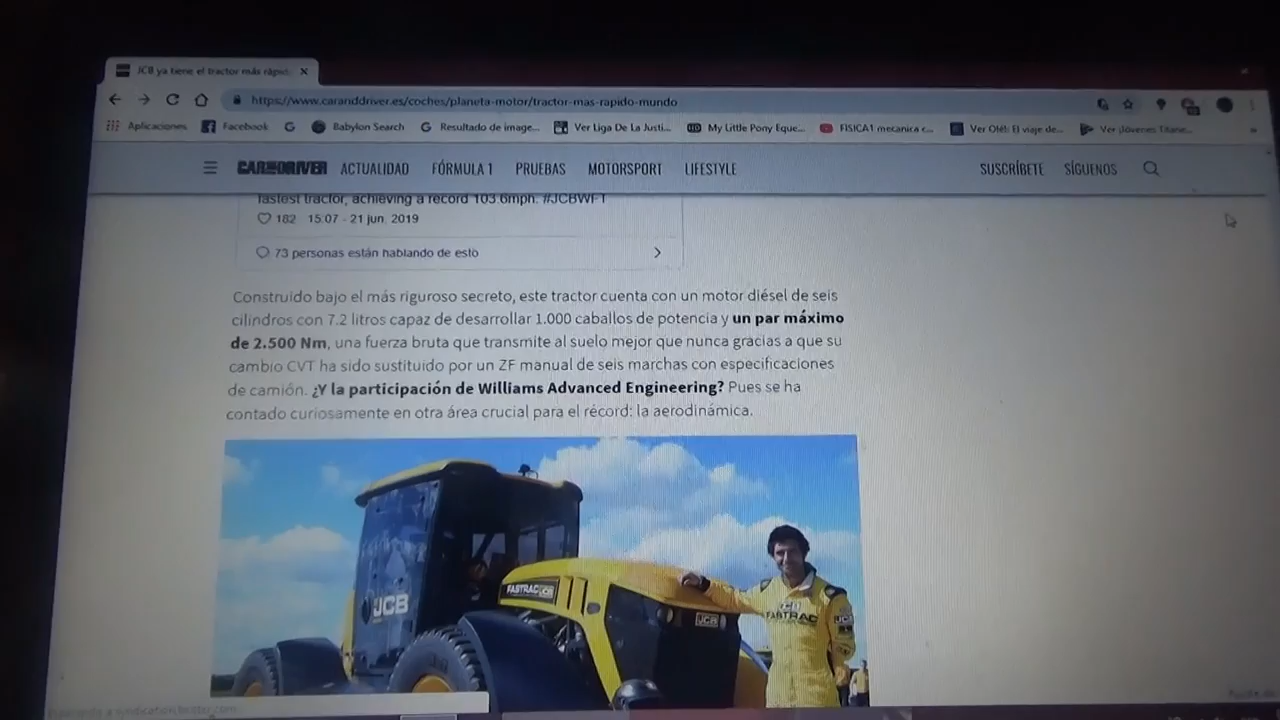 JCB ya tiene el tractor más rápid
https://www.caranddriver.es/coches/planeta-motor/tractor-mas-rapido-mundo
Aplicaciones Facebook Babylon Search Resultado de image... Ver Liga De La Justi... My Little Pony Eque... FISICA1 mecanica c... Ver Olé!: El viaje de... Ver ¡Jóvenes Titane...
CAR AND DRIVER ACTUALIDAD FÓRMULA 1 PRUEBAS MOTORSPORT LIFESTYLE SUSCRÍBETE SÍGUENOS
fastest tractor, achieving a record 103.6mph. #JCBWFT
182 15:07 - 21 jun. 2019
73 personas están hablando de esto
Construido bajo el más riguroso secreto, este tractor cuenta con un motor diésel de seis
cilindros con 7.2 litros capaz de desarrollar 1.000 caballos de potencia y un par máximo
de 2.500 Nm, una fuerza bruta que transmite al suelo mejor que nunca gracias a que su
cambio CVT ha sido sustituido por un ZF manual de seis marchas con especificaciones
de camión. ¿Y la participación de Williams Advanced Engineering? Pues se ha
contado curiosamente en otra área crucial para el récord: la aerodinámica.
JCB
FASTRAC JCB
JCB
JCB
FASTRAC
JCB